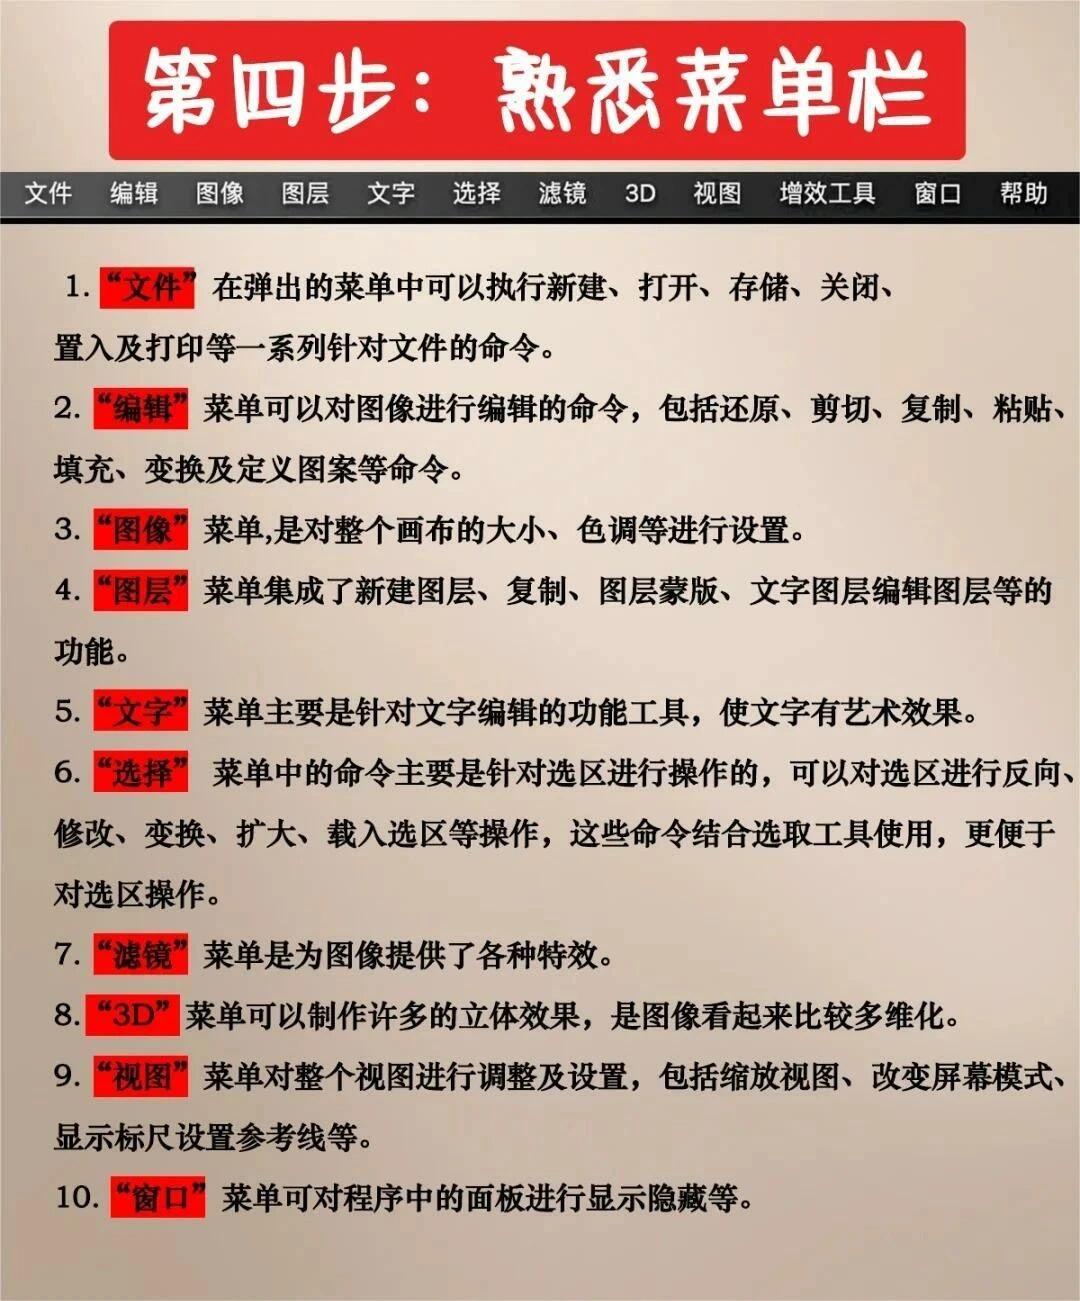 第四步：熟悉菜单栏
文件 编辑 图像 图层 文字 选择 滤镜 3D 视图 增效工具 窗口 帮助
1. “文件” 在弹出的菜单中可以执行新建、打开、存储、关闭、
置入及打印等一系列针对文件的命令。
2. “编辑” 菜单可以对图像进行编辑的命令，包括还原、剪切、复制、粘贴、
填充、变换及定义图案等命令。
3. “图像” 菜单,是对整个画布的大小、色调等进行设置。
4. “图层” 菜单集成了新建图层、复制、图层蒙版、文字图层编辑图层等的
功能。
5. “文字” 菜单主要是针对文字编辑的功能工具，使文字有艺术效果。
6. “选择” 菜单中的命令主要是针对选区进行操作的，可以对选区进行反向、
修改、变换、扩大、载入选区等操作，这些命令结合选取工具使用，更便于
对选区操作。
7. “滤镜” 菜单是为图像提供了各种特效。
8. “3D” 菜单可以制作许多的立体效果，是图像看起来比较多维化。
9. “视图” 菜单对整个视图进行调整及设置，包括缩放视图、改变屏幕模式、
显示标尺设置参考线等。
10. “窗口” 菜单可对程序中的面板进行显示隐藏等。